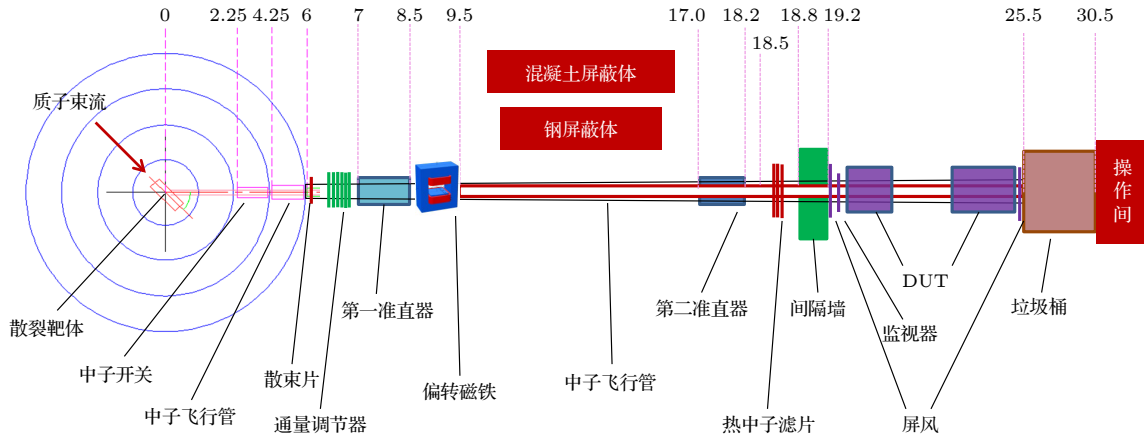 0
2.25
4.25
6
7
8.5
9.5
17.0
18.2
18.5
18.8
19.2
25.5
30.5
混凝土屏蔽体
钢屏蔽体
质子束流
操作间
散裂靶体
中子开关
中子飞行管
散束片
通量调节器
第一准直器
偏转磁铁
中子飞行管
第二准直器
热中子滤片
间隔墙
监视器
DUT
屏风
垃圾桶